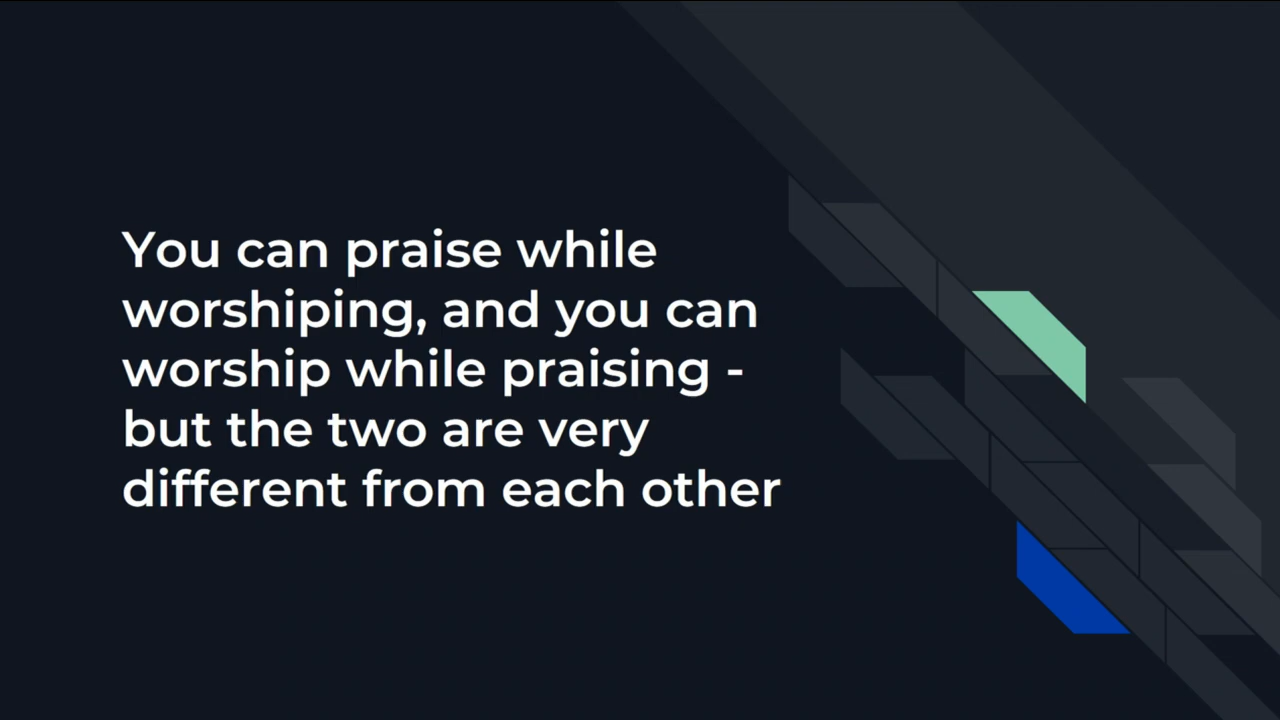 You can praise while
worshiping, and you can
worship while praising -
but the two are very
different from each other